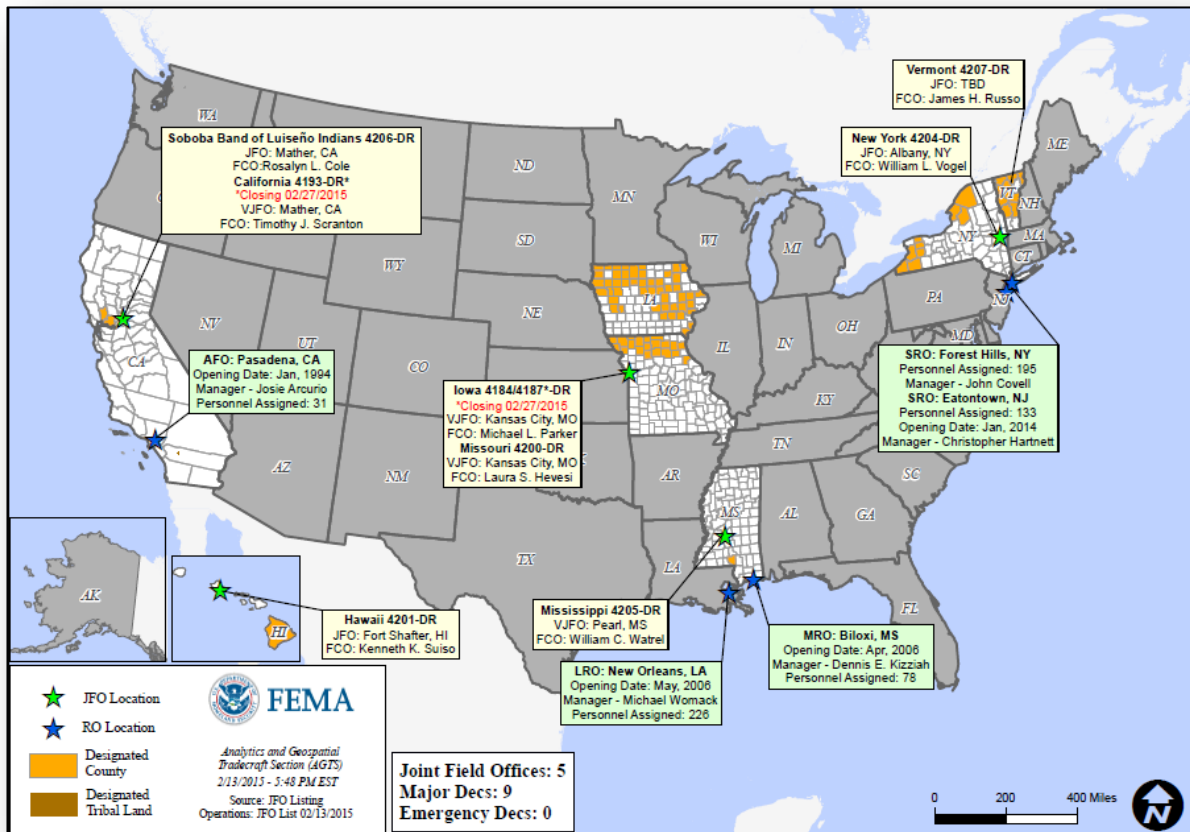 Vermont 4207-DR
JFO: TBD
FCO: James H. Russo
New York 4204-DR
JFO: Albany, NY
FCO: William L. Vogel
Soboba Band of Luiseño Indians 4206-DR
JFO: Mather, CA
FCO:Rosalyn L. Cole
California 4193-DR*
*Closing 02/27/2015
VJFO: Mather, CA
FCO: Timothy J. Scranton
WA
ND
MN
ME
VT
NH
SD
WI
MI
NY
MA
CT
WY
NE
IA
PA
NJ
NV
UT
CO
IL
IN
OH
MD
CA
MO
KY
AFO: Pasadena, CA
Opening Date: Jan, 1994
Manager - Josie Arcurio
Personnel Assigned: 31
Iowa 4184/4187*-DR
*Closing 02/27/2015
VJFO: Kansas City, MO
FCO: Michael L. Parker
Missouri 4200-DR
VJFO: Kansas City, MO
FCO: Laura S. Hevesi
SRO: Forest Hills, NY
Personnel Assigned: 195
Manager - John Covell
SRO: Eatontown, NJ
Personnel Assigned: 133
Opening Date: Jan, 2014
Manager - Christopher Hartnett
AZ
NM
AR
TN
SC
MS
AL
GA
TX
LA
FL
AK
HI
Hawaii 4201-DR
JFO: Fort Shafter, HI
FCO: Kenneth K. Suiso
Mississippi 4205-DR
VJFO: Pearl, MS
FCO: William C. Watrel
LRO: New Orleans, LA
Opening Date: May, 2006
Manager - Michael Womack
Personnel Assigned: 226
MRO: Biloxi, MS
Opening Date: Apr, 2006
Manager - Dennis E. Kizziah
Personnel Assigned: 78
JFO Location
RO Location
Designated
County
Designated
Tribal Land
FEMA
Analytics and Geospatial
Tradecraft Section (AGTS)
2/13/2015 - 5:48 PM EST
Source: JFO Listing
Operations: JFO List 02/13/2015
Joint Field Offices: 5
Major Decs: 9
Emergency Decs: 0
0 200 400 Miles
N